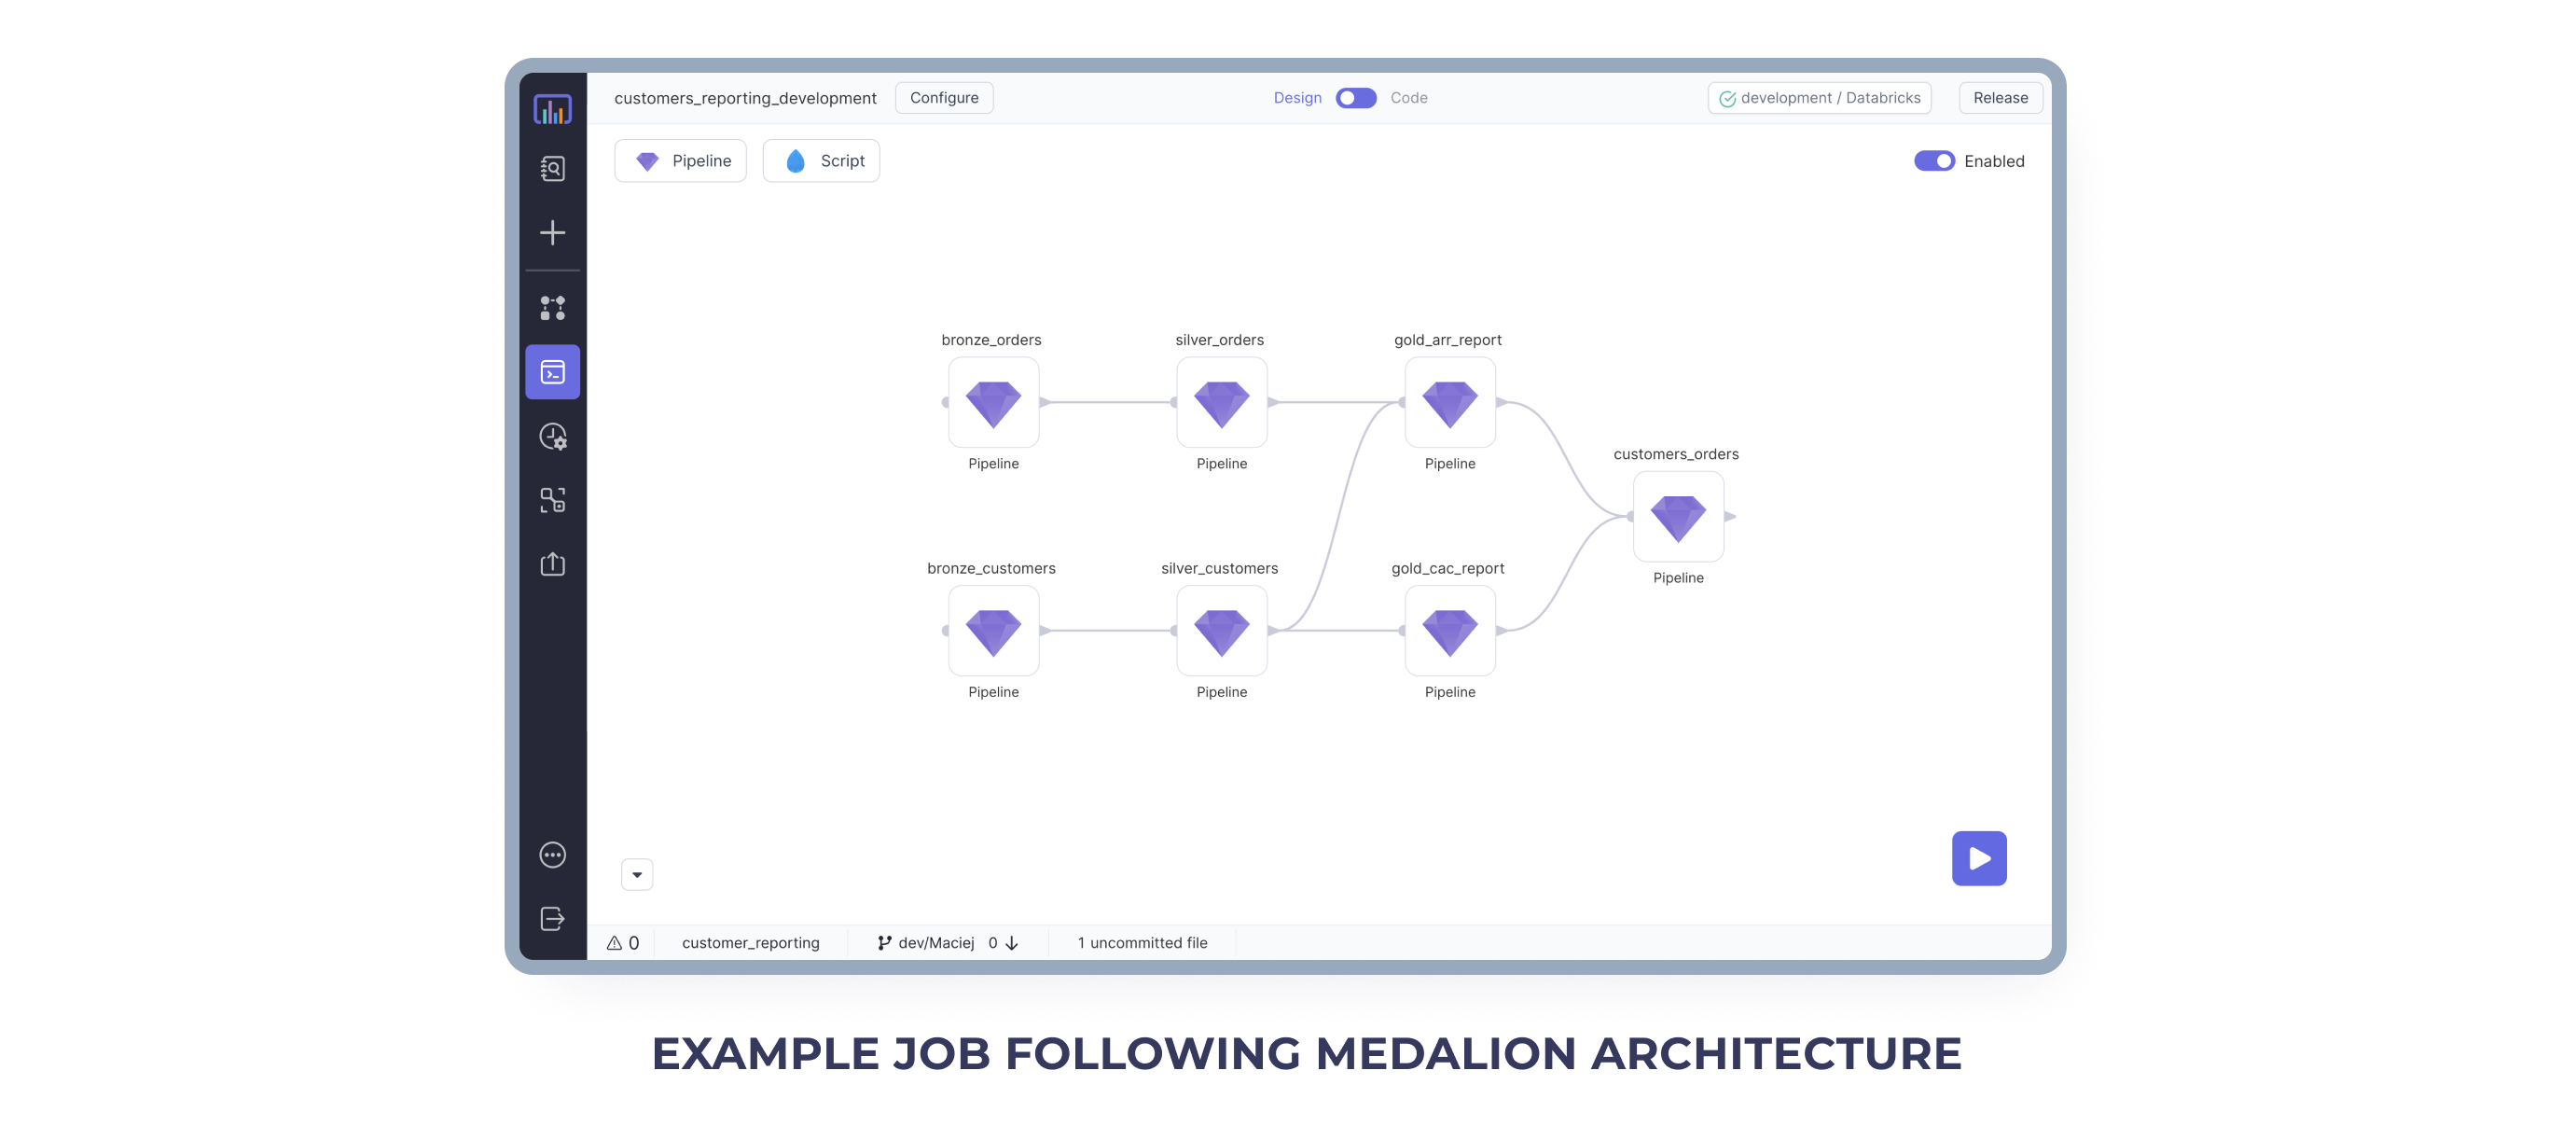 customers_reporting_development
Configure
Design
Code
development / Databricks
Release
Pipeline
Script
Enabled
bronze_orders
silver_orders
gold_arr_report
Pipeline
Pipeline
Pipeline
customers_orders
Pipeline
bronze_customers
silver_customers
gold_cac_report
Pipeline
Pipeline
Pipeline
0
customer_reporting
dev/Maciej
0
1 uncommitted file
EXAMPLE JOB FOLLOWING MEDALION ARCHITECTURE